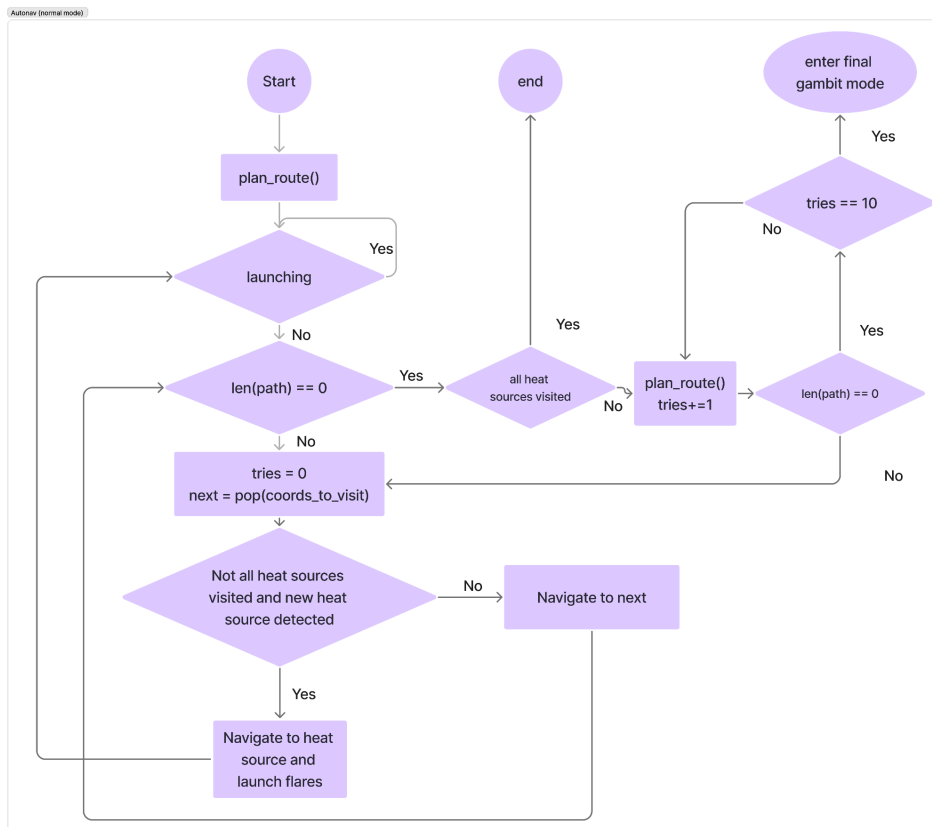 Autonav (normal mode)
Start
end
enter final
gambit mode
Yes
plan_route()
tries == 10
No
Yes
launching
No
Yes
Yes
len(path) == 0
Yes
all heat
sources visited
No
plan_route()
tries+=1
len(path) == 0
No
No
tries = 0
next = pop(coords_to_visit)
Not all heat sources
visited and new heat
source detected
No
Navigate to next
Yes
Navigate to heat
source and
launch flares